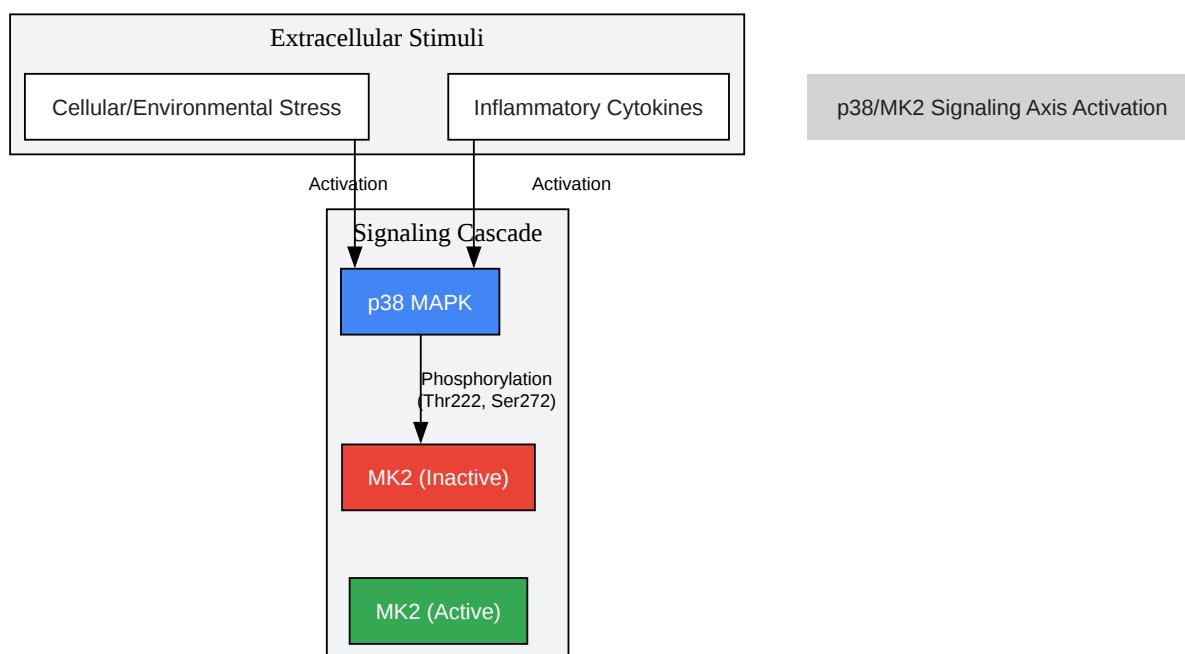 Extracellular Stimuli
Cellular/Environmental Stress
Inflammatory Cytokines
p38/MK2 Signaling Axis Activation
Activation
Activation
Signaling Cascade
p38 MAPK
Phosphorylation
(Thr222, Ser272)
MK2 (Inactive)
MK2 (Active)